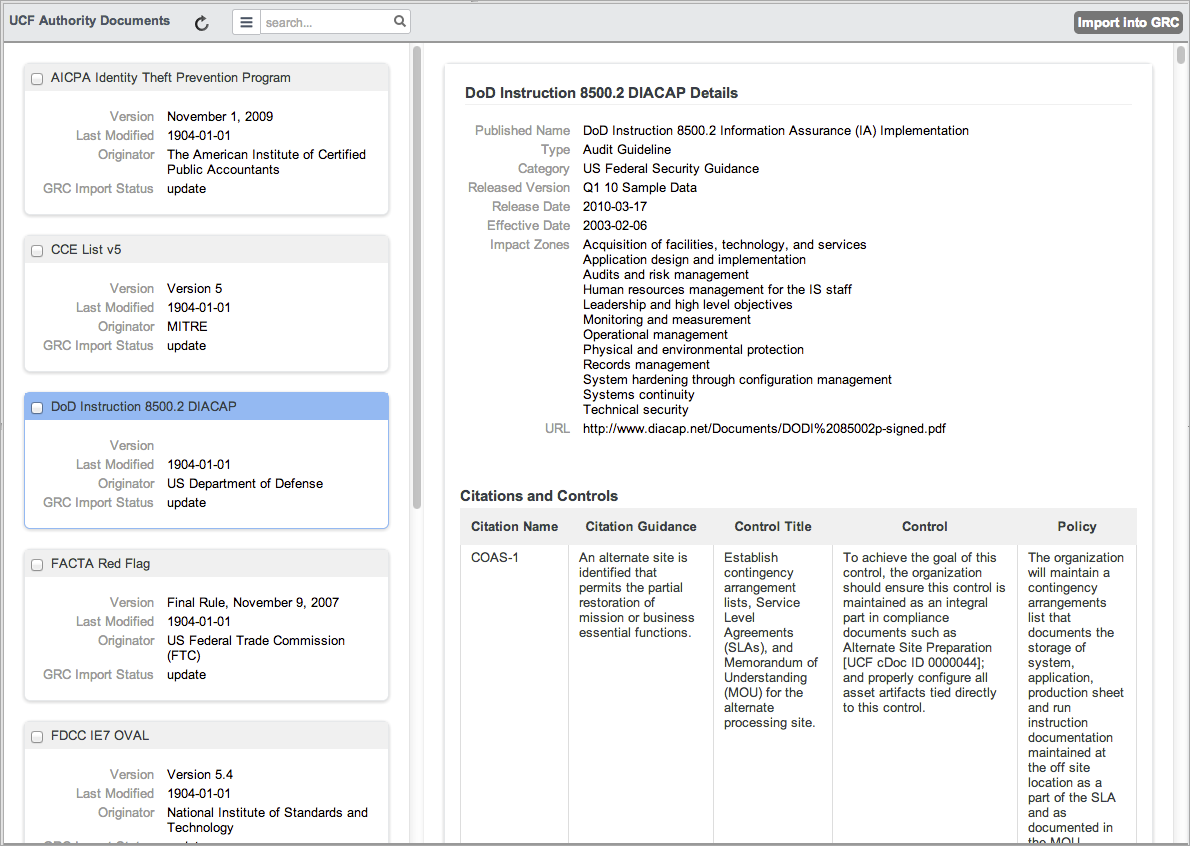 UCF Authority Documents
search...
Import into GRC
AICPA Identity Theft Prevention Program
Version November 1, 2009
Last Modified 1904-01-01
Originator The American Institute of Certified
Public Accountants
GRC Import Status update
CCE List v5
Version Version 5
Last Modified 1904-01-01
Originator MITRE
GRC Import Status update
DoD Instruction 8500.2 DIACAP
Version
Last Modified 1904-01-01
Originator US Department of Defense
GRC Import Status update
FACTA Red Flag
Version Final Rule, November 9, 2007
Last Modified 1904-01-01
Originator US Federal Trade Commission
(FTC)
GRC Import Status update
FDCC IE7 OVAL
Version Version 5.4
Last Modified 1904-01-01
Originator National Institute of Standards and
Technology
DoD Instruction 8500.2 DIACAP Details
Published Name DoD Instruction 8500.2 Information Assurance (IA) Implementation
Type Audit Guideline
Category US Federal Security Guidance
Released Version Q1 10 Sample Data
Release Date 2010-03-17
Effective Date 2003-02-06
Impact Zones Acquisition of facilities, technology, and services
Application design and implementation
Audits and risk management
Human resources management for the IS staff
Leadership and high level objectives
Monitoring and measurement
Operational management
Physical and environmental protection
Records management
System hardening through configuration management
Systems continuity
Technical security
URL http://www.diacap.net/Documents/DODI%2085002p-signed.pdf
Citations and Controls
Citation Name Citation Guidance Control Title Control Policy
COAS-1
An alternate site is
identified that
permits the partial
restoration of
mission or business
essential functions.
Establish
contingency
arrangement
lists, Service
Level
Agreements
(SLAs), and
Memorandum of
Understanding
(MOU) for the
alternate
processing site.
To achieve the goal of this
control, the organization
should ensure this control is
maintained as an integral
part in compliance
documents such as
Alternate Site Preparation
[UCF cDoc ID 0000044];
and properly configure all
asset artifacts tied directly
to this control.
The organization
will maintain a
contingency
arrangements
list that
documents the
storage of
system,
application,
production sheet
and run
instruction
documentation
maintained at
the off site
location as a
part of the SLA
and as
documented in
the MOU